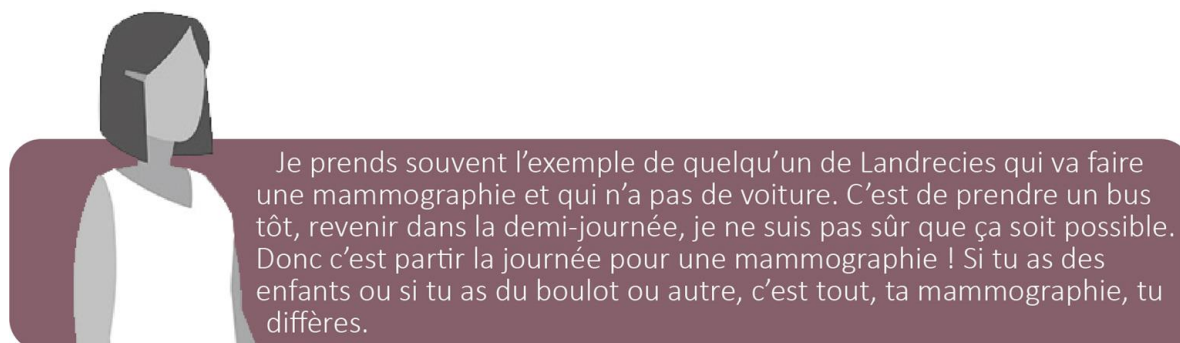 Je prends souvent l’exemple de quelqu’un de Landrecies qui va faire
une mammographie et qui n’a pas de voiture. C’est de prendre un bus
tôt, revenir dans la demi-journée, je ne suis pas sûr que ça soit possible.
Donc c’est partir la journée pour une mammographie ! Si tu as des
enfants ou si tu as du boulot ou autre, c’est tout, ta mammographie, tu
diffères.